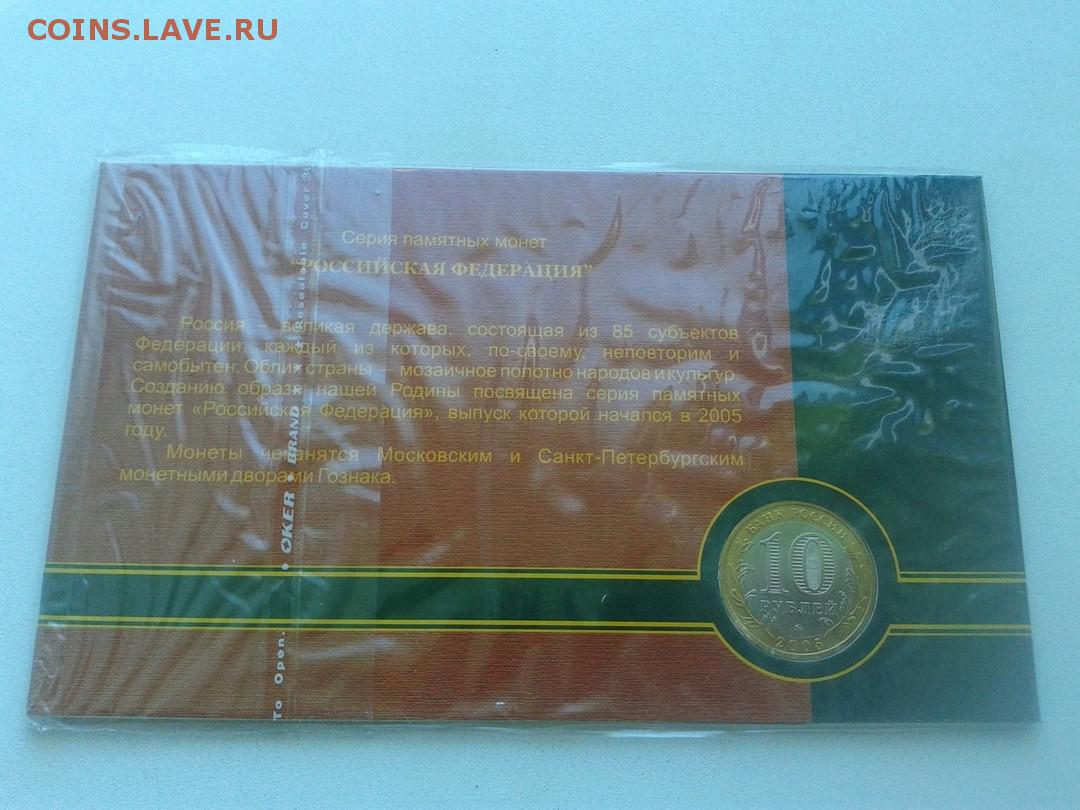 COINS.LAVE.RU
Серия памятных монет
"РОССИЙСКАЯ ФЕДЕРАЦИЯ"
Россия – великая держава, состоящая из 85 субъектов
Федерации, каждый из которых, по-своему, неповторим и
самобытен. Облик страны – мозаичное полотно народов и культур.
Созданию образа нашей Родины посвящена серия памятных
монет «Российская Федерация», выпуск которой начался в 2005
году.
Монеты чеканятся Московским и Санкт-Петербургским
монетными дворами Гознака.
To Open. • OKER • BRAND • Resealable Cover
БАНК РОССИИ
10
РУБЛЕЙ
2005